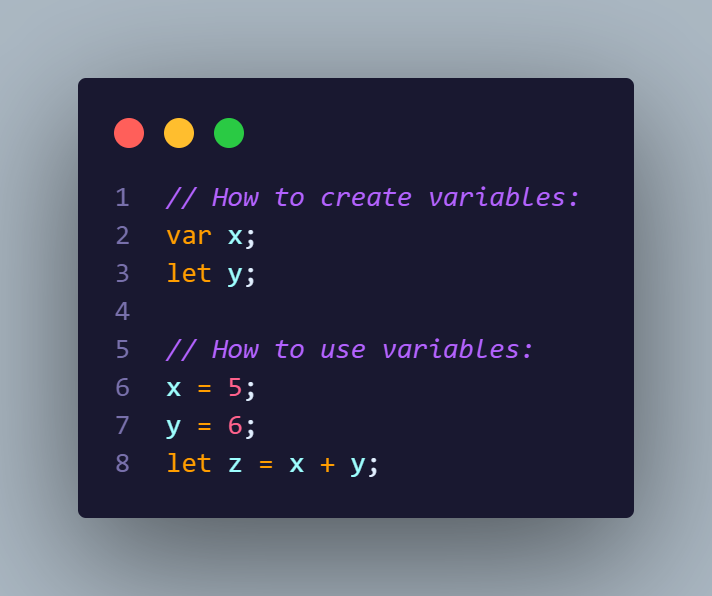 1 // How to create variables:
2 var x;
3 let y;
4
5 // How to use variables:
6 x = 5;
7 y = 6;
8 let z = x + y;